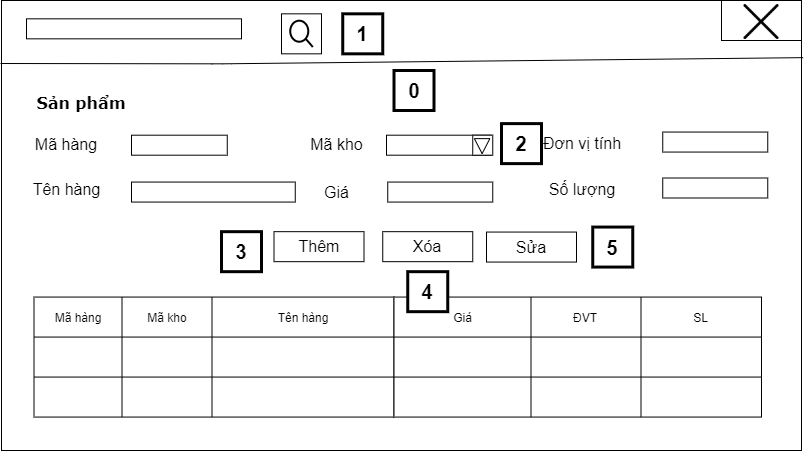 1
0
Sản phẩm
Mã hàng Mã kho 2 Đơn vị tính
Tên hàng Giá Số lượng
3 Thêm Xóa Sửa 5
4
Mã hàng Mã kho Tên hàng Giá ĐVT SL